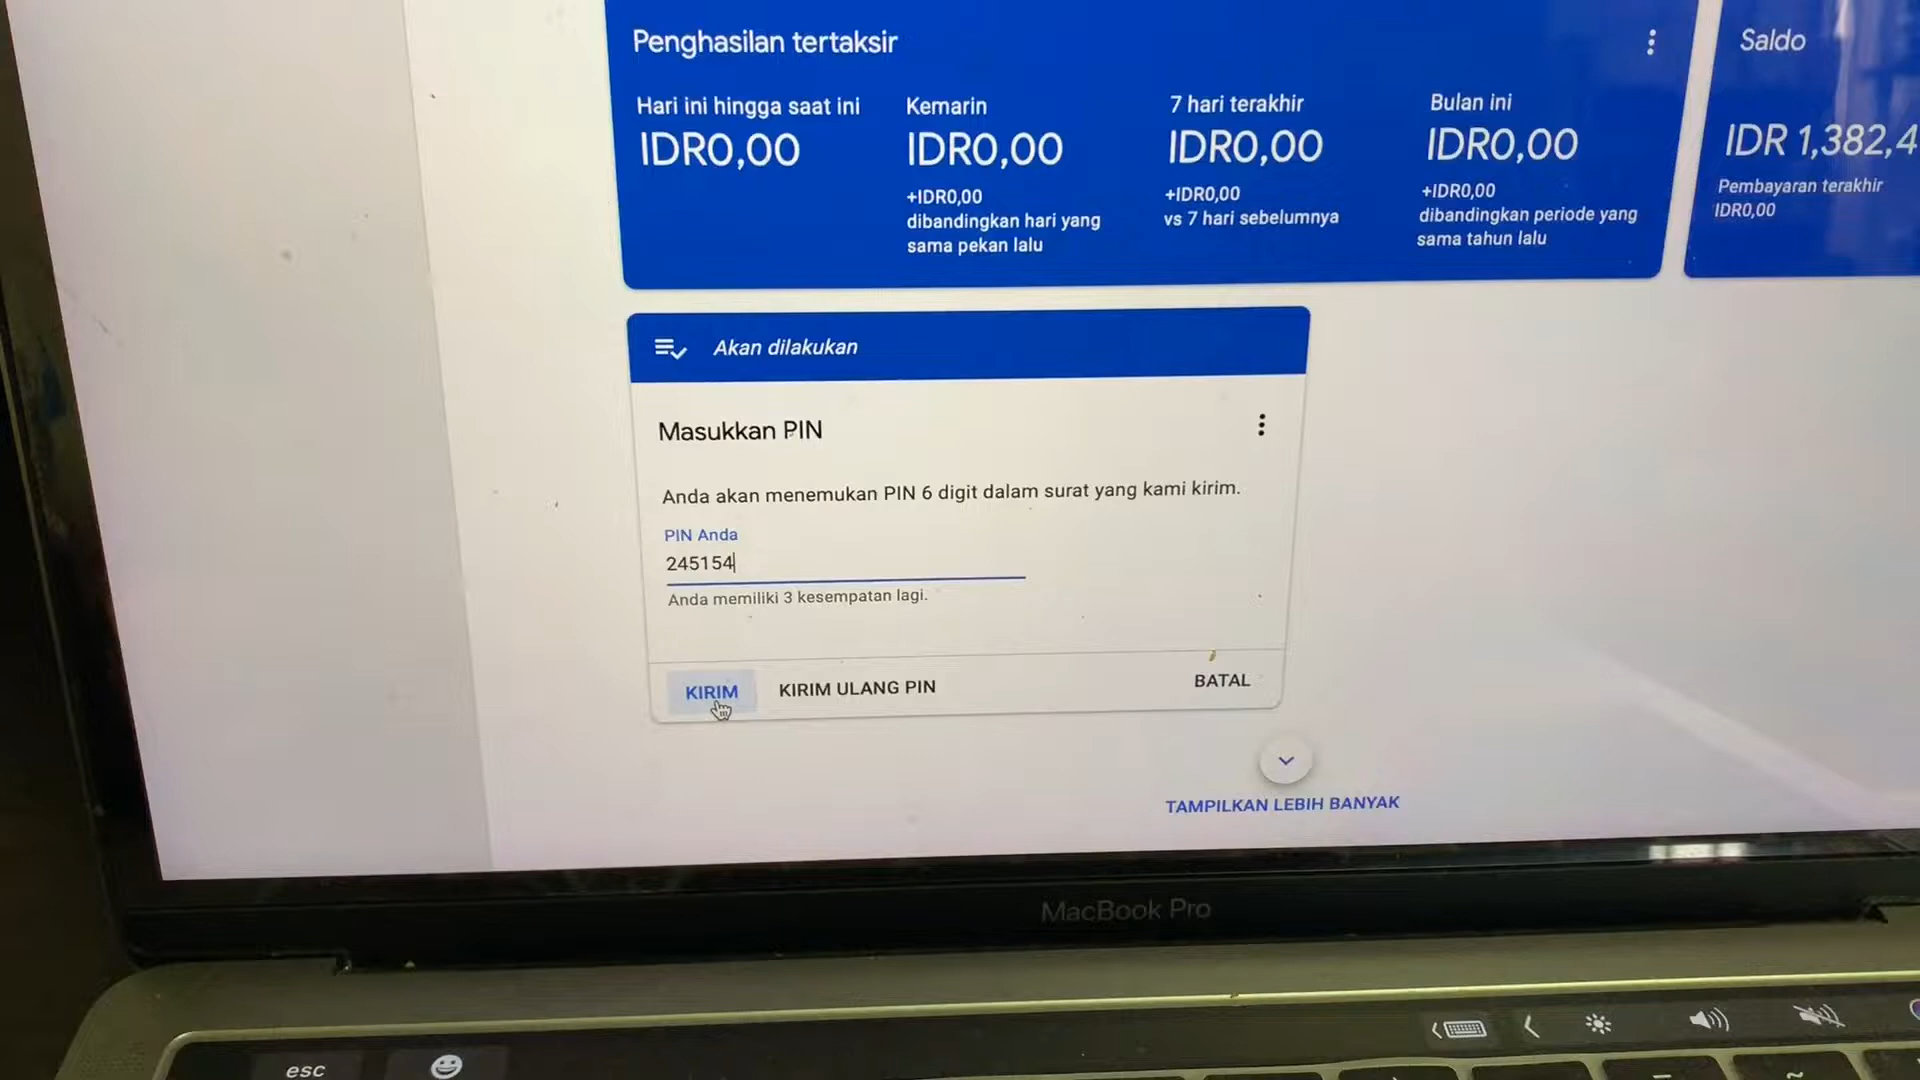 Penghasilan tertaksir
Hari ini hingga saat ini
IDR0,00
Kemarin
IDR0,00
+IDR0,00
dibandingkan hari yang
sama pekan lalu
7 hari terakhir
IDR0,00
+IDR0,00
vs 7 hari sebelumnya
Bulan ini
IDR0,00
+IDR0,00
dibandingkan periode yang
sama tahun lalu
Saldo
IDR 1,382,4
Pembayaran terakhir
IDR0,00
Akan dilakukan
Masukkan PIN
Anda akan menemukan PIN 6 digit dalam surat yang kami kirim.
PIN Anda
245154
Anda memiliki 3 kesempatan lagi.
KIRIM
KIRIM ULANG PIN
BATAL
TAMPILKAN LEBIH BANYAK
MacBook Pro
esc